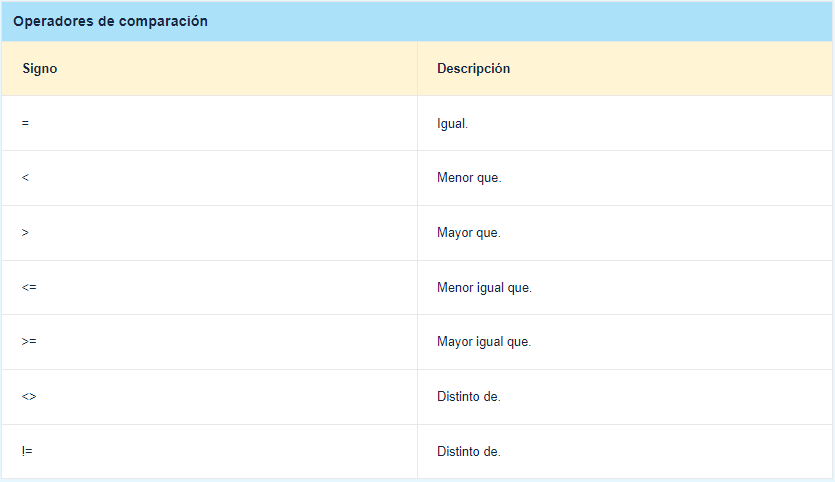 Operadores de comparación
Signo Descripción
= Igual.
< Menor que.
> Mayor que.
<= Menor igual que.
>= Mayor igual que.
<> Distinto de.
!= Distinto de.